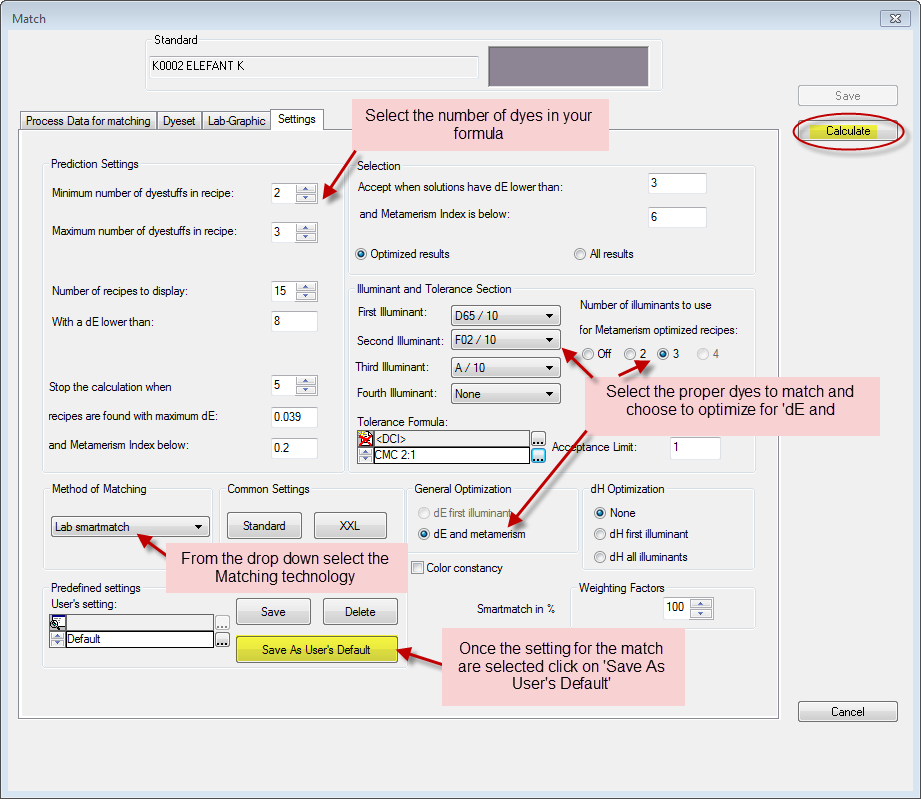 Match
Standard
K0002 ELEFANT K
Save
Calculate
Process Data for matching
Dyeset
Lab-Graphic
Settings
Select the number of dyes in your
formula
Prediction Settings
Minimum number of dyestuffs in recipe:
2
Maximum number of dyestuffs in recipe:
3
Number of recipes to display:
15
With a dE lower than:
8
Stop the calculation when
5
recipes are found with maximum dE:
0.039
and Metamerism Index below:
0.2
Selection
Accept when solutions have dE lower than:
3
and Metamerism Index is below:
6
Optimized results
All results
Illuminant and Tolerance Section
First Illuminant:
D65 / 10
Second Illuminant:
F02 / 10
Third Illuminant:
A / 10
Fourth Illuminant:
None
Number of illuminants to use
for Metamerism optimized recipes:
Off
2
3
4
Select the proper dyes to match and
choose to optimize for 'dE and
Tolerance Formula:
<DCI>
...
CMC 2:1
...
Acceptance Limit:
1
Method of Matching
Lab smartmatch
Common Settings
Standard
XXL
General Optimization
dE first illuminant
dE and metamerism
dH Optimization
None
dH first illuminant
dH all illuminants
From the drop down select the
Matching technology
Color constancy
Predefined settings
User's setting:
...
Default
...
Save
Delete
Save As User's Default
Smartmatch in %
Weighting Factors
100
Once the setting for the match
are selected click on 'Save As
User's Default'
Cancel